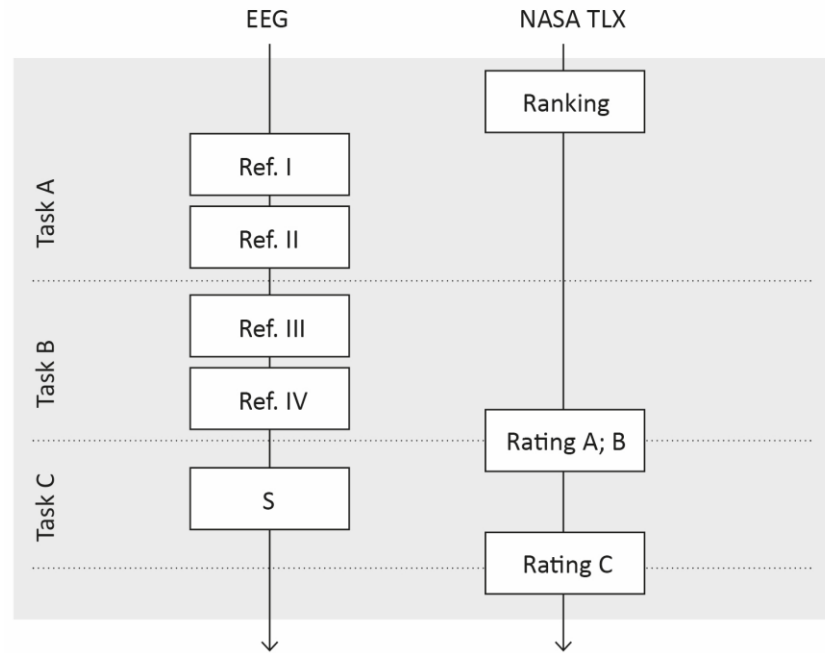 EEG
NASA TLX
Ranking
Task A
Ref. I
Ref. II
Task B
Ref. III
Ref. IV
Rating A; B
Task C
S
Rating C